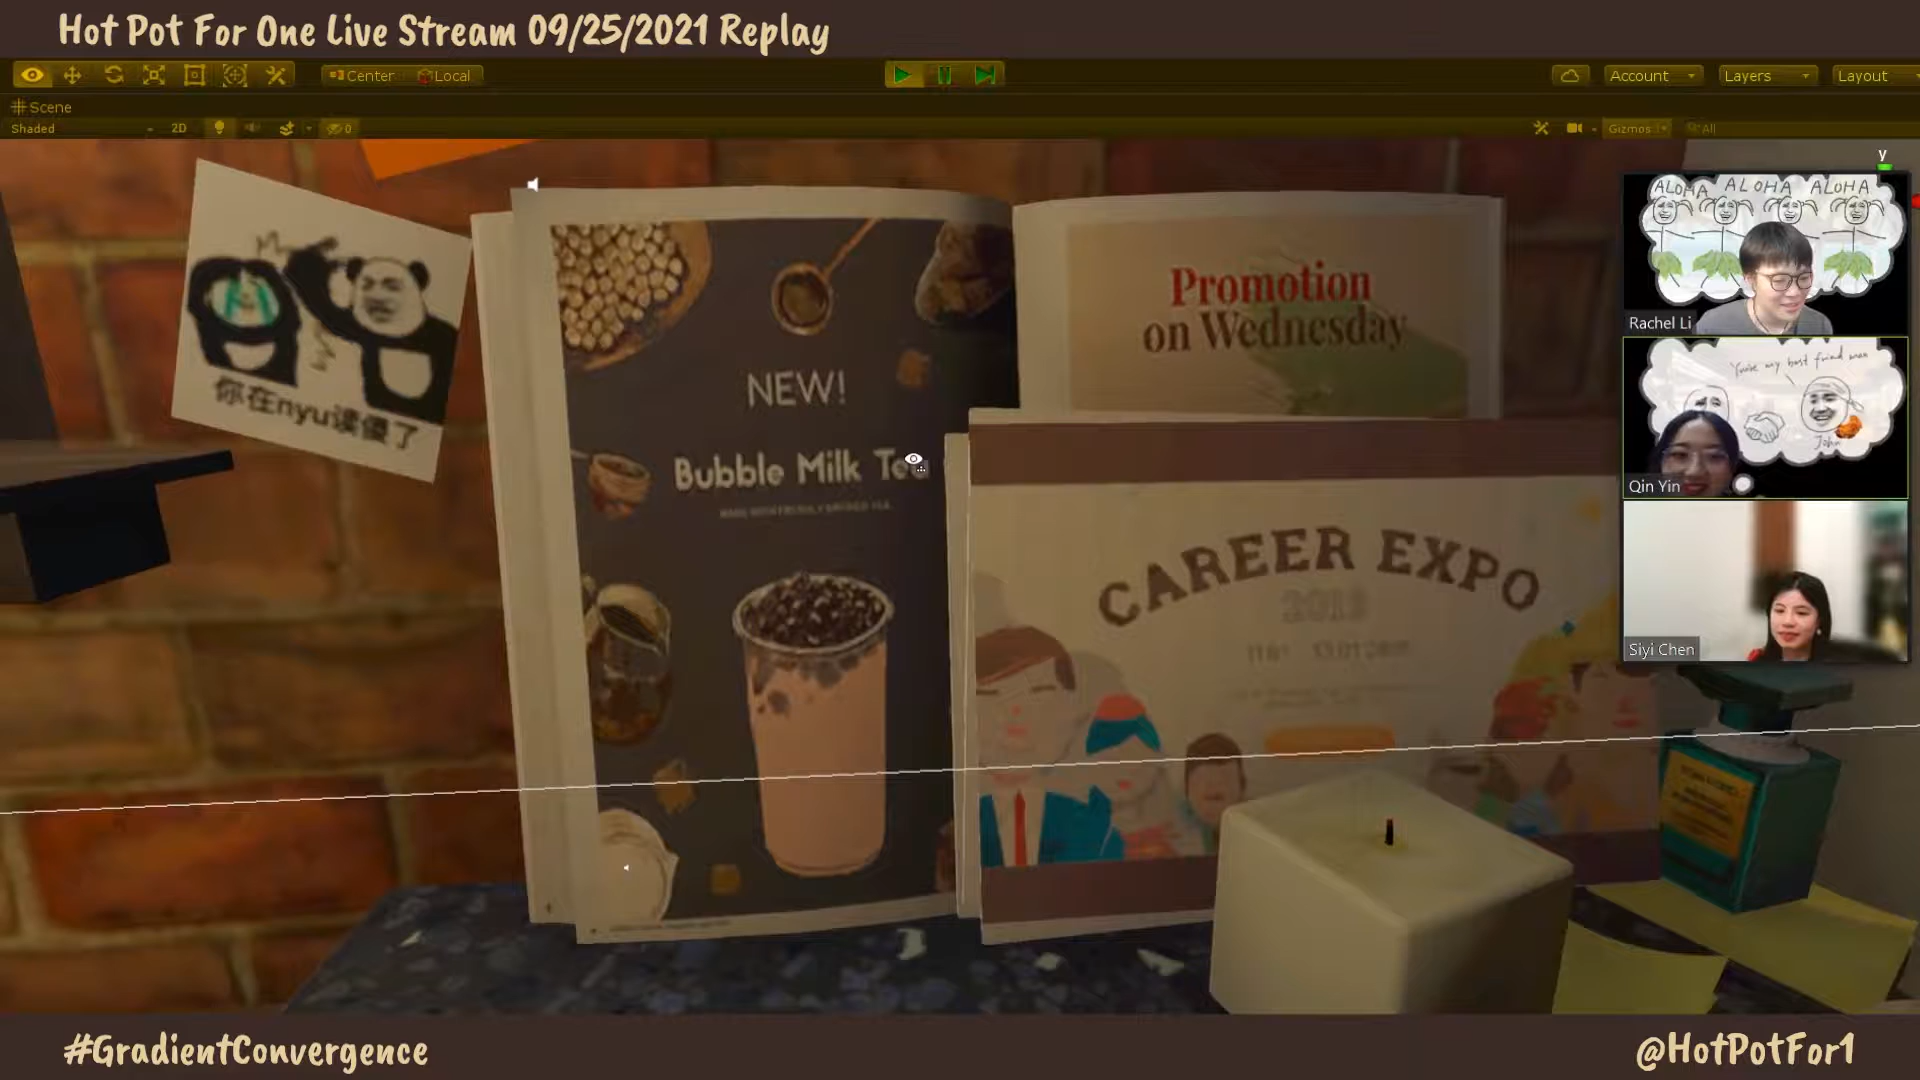 Hot Pot For One Live Stream 09/25/2021 Replay
Center
Local
Account
Layers
Layout
Scene
Shaded
2D
0
Gizmos
All
y
ALOHA ALOHA ALOHA
Rachel Li
You're my best friend man
John
Qin Yin
Siyi Chen
你在nyu读傻了
NEW!
Bubble Milk Tea
Promotion
on Wednesday
CAREER EXPO
#GradientConvergence
@HotPotFor1